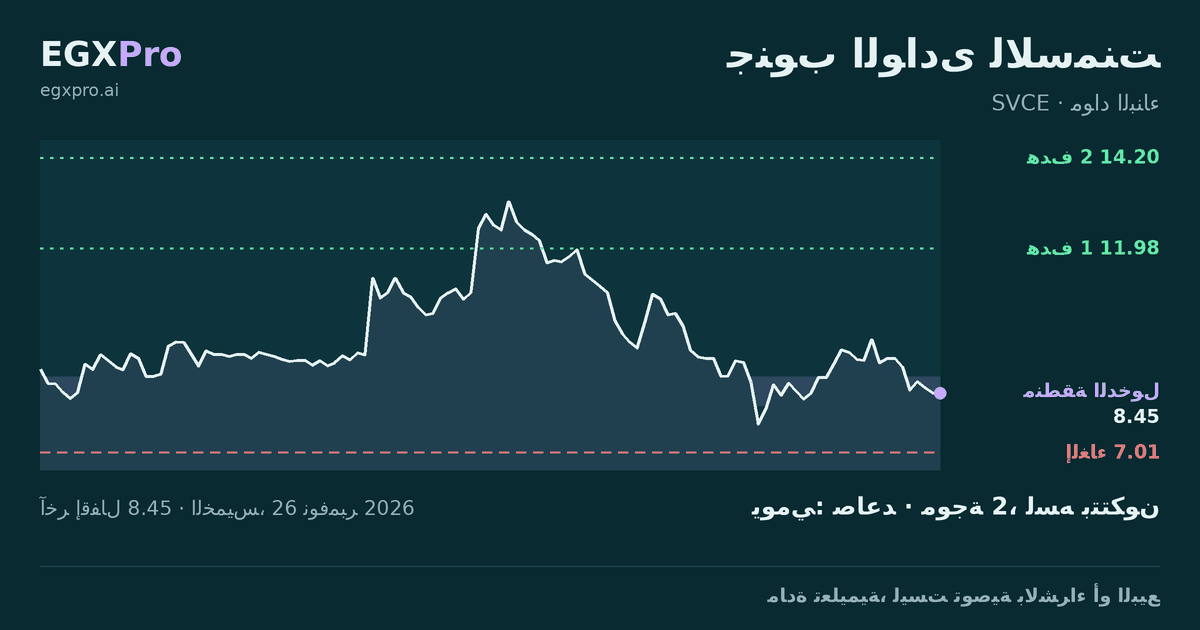 EGXPro
egxpro.ai
جنوب الوادى للاسمنت
SVCE · مواد البناء
هدف 2 14.20
هدف 1 11.98
منطقة الدخول
8.45
إلغاء 7.01
يومي: صاعد · موجة 2، لسه بتتكون
آخر إقفال 8.45 · الخميس، 26 نوفمبر 2026
مادة تعليمية، ليست توصية بالشراء أو البيع